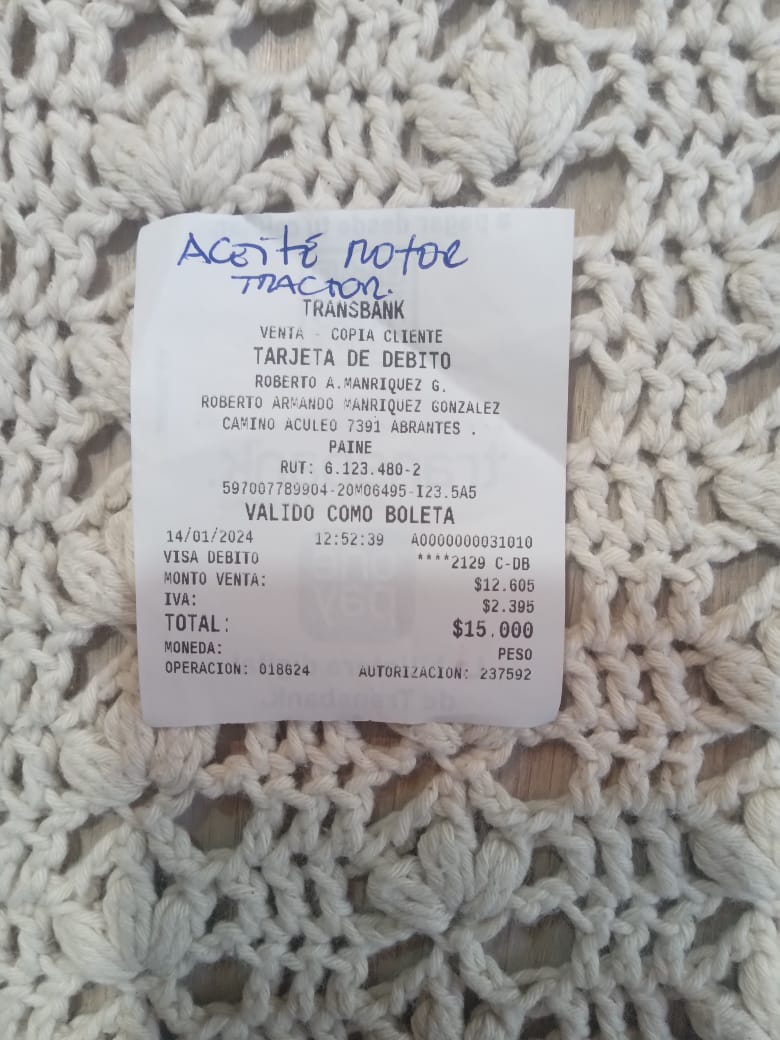 ACEITE MOTOR
TRACTOR.
TRANSBANK
VENTA - COPIA CLIENTE
TARJETA DE DEBITO
ROBERTO A.MANRIQUEZ G.
ROBERTO ARMANDO MANRIQUEZ GONZALEZ
CAMINO ACULEO 7391 ABRANTES .
PAINE
RUT: 6.123.480-2
597007789904-20M06495-I23.5A5
VALIDO COMO BOLETA
14/01/2024 12:52:39 A0000000031010
VISA DEBITO ****2129 C-DB
MONTO VENTA: $12.605
IVA: $2.395
TOTAL: $15.000
MONEDA: PESO
OPERACION: 018624 AUTORIZACION: 237592